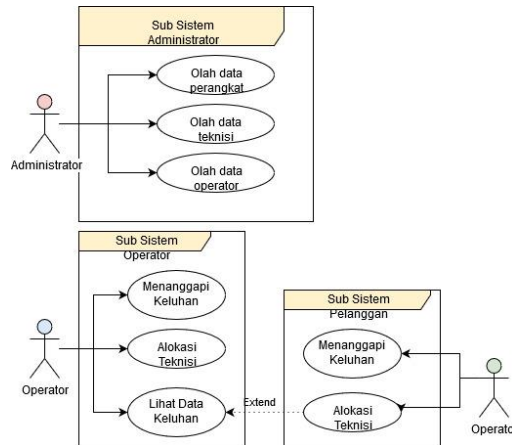 Sub Sistem
Administrator
Olah data
perangkat
Olah data
teknisi
Olah data
operator
Administrator
Sub Sistem
Operator
Menanggapi
Keluhan
Alokasi
Teknisi
Lihat Data
Keluhan
Operator
Extend
Sub Sistem
Pelanggan
Menanggapi
Keluhan
Alokasi
Teknisi
Operato